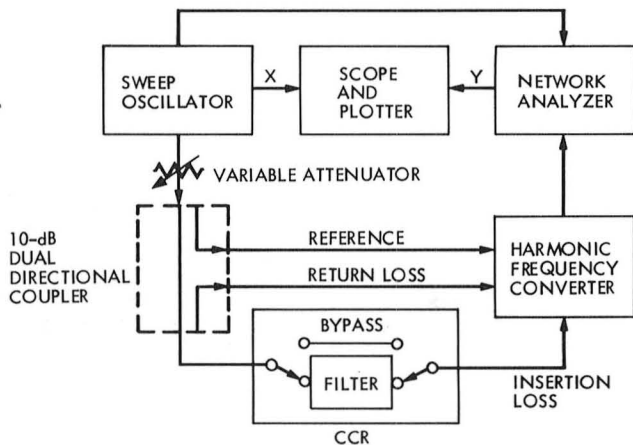 SWEEP
OSCILLATOR
X
SCOPE
AND
PLOTTER
Y
NETWORK
ANALYZER
VARIABLE ATTENUATOR
10-dB
DUAL
DIRECTIONAL
COUPLER
REFERENCE
RETURN LOSS
HARMONIC
FREQUENCY
CONVERTER
BYPASS
FILTER
INSERTION
LOSS
CCR